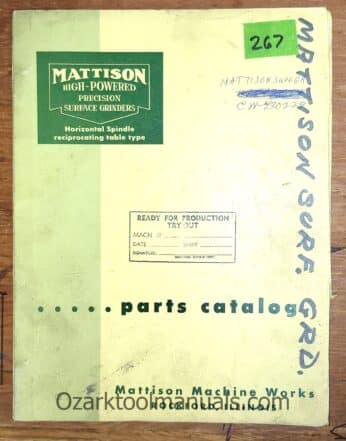 267
MATTISON
HIGH-POWERED
PRECISION
SURFACE GRINDERS
Horizontal Spindle
reciprocating table type
MATTISON SURF. GRD.
READY FOR PRODUCTION
TRY OUT
MACH
DATE
SIGNATURE
. . . . . parts catalog
Mattison Machine Works
ROCKFORD, ILLINOIS
Ozarktoolmanuals.com